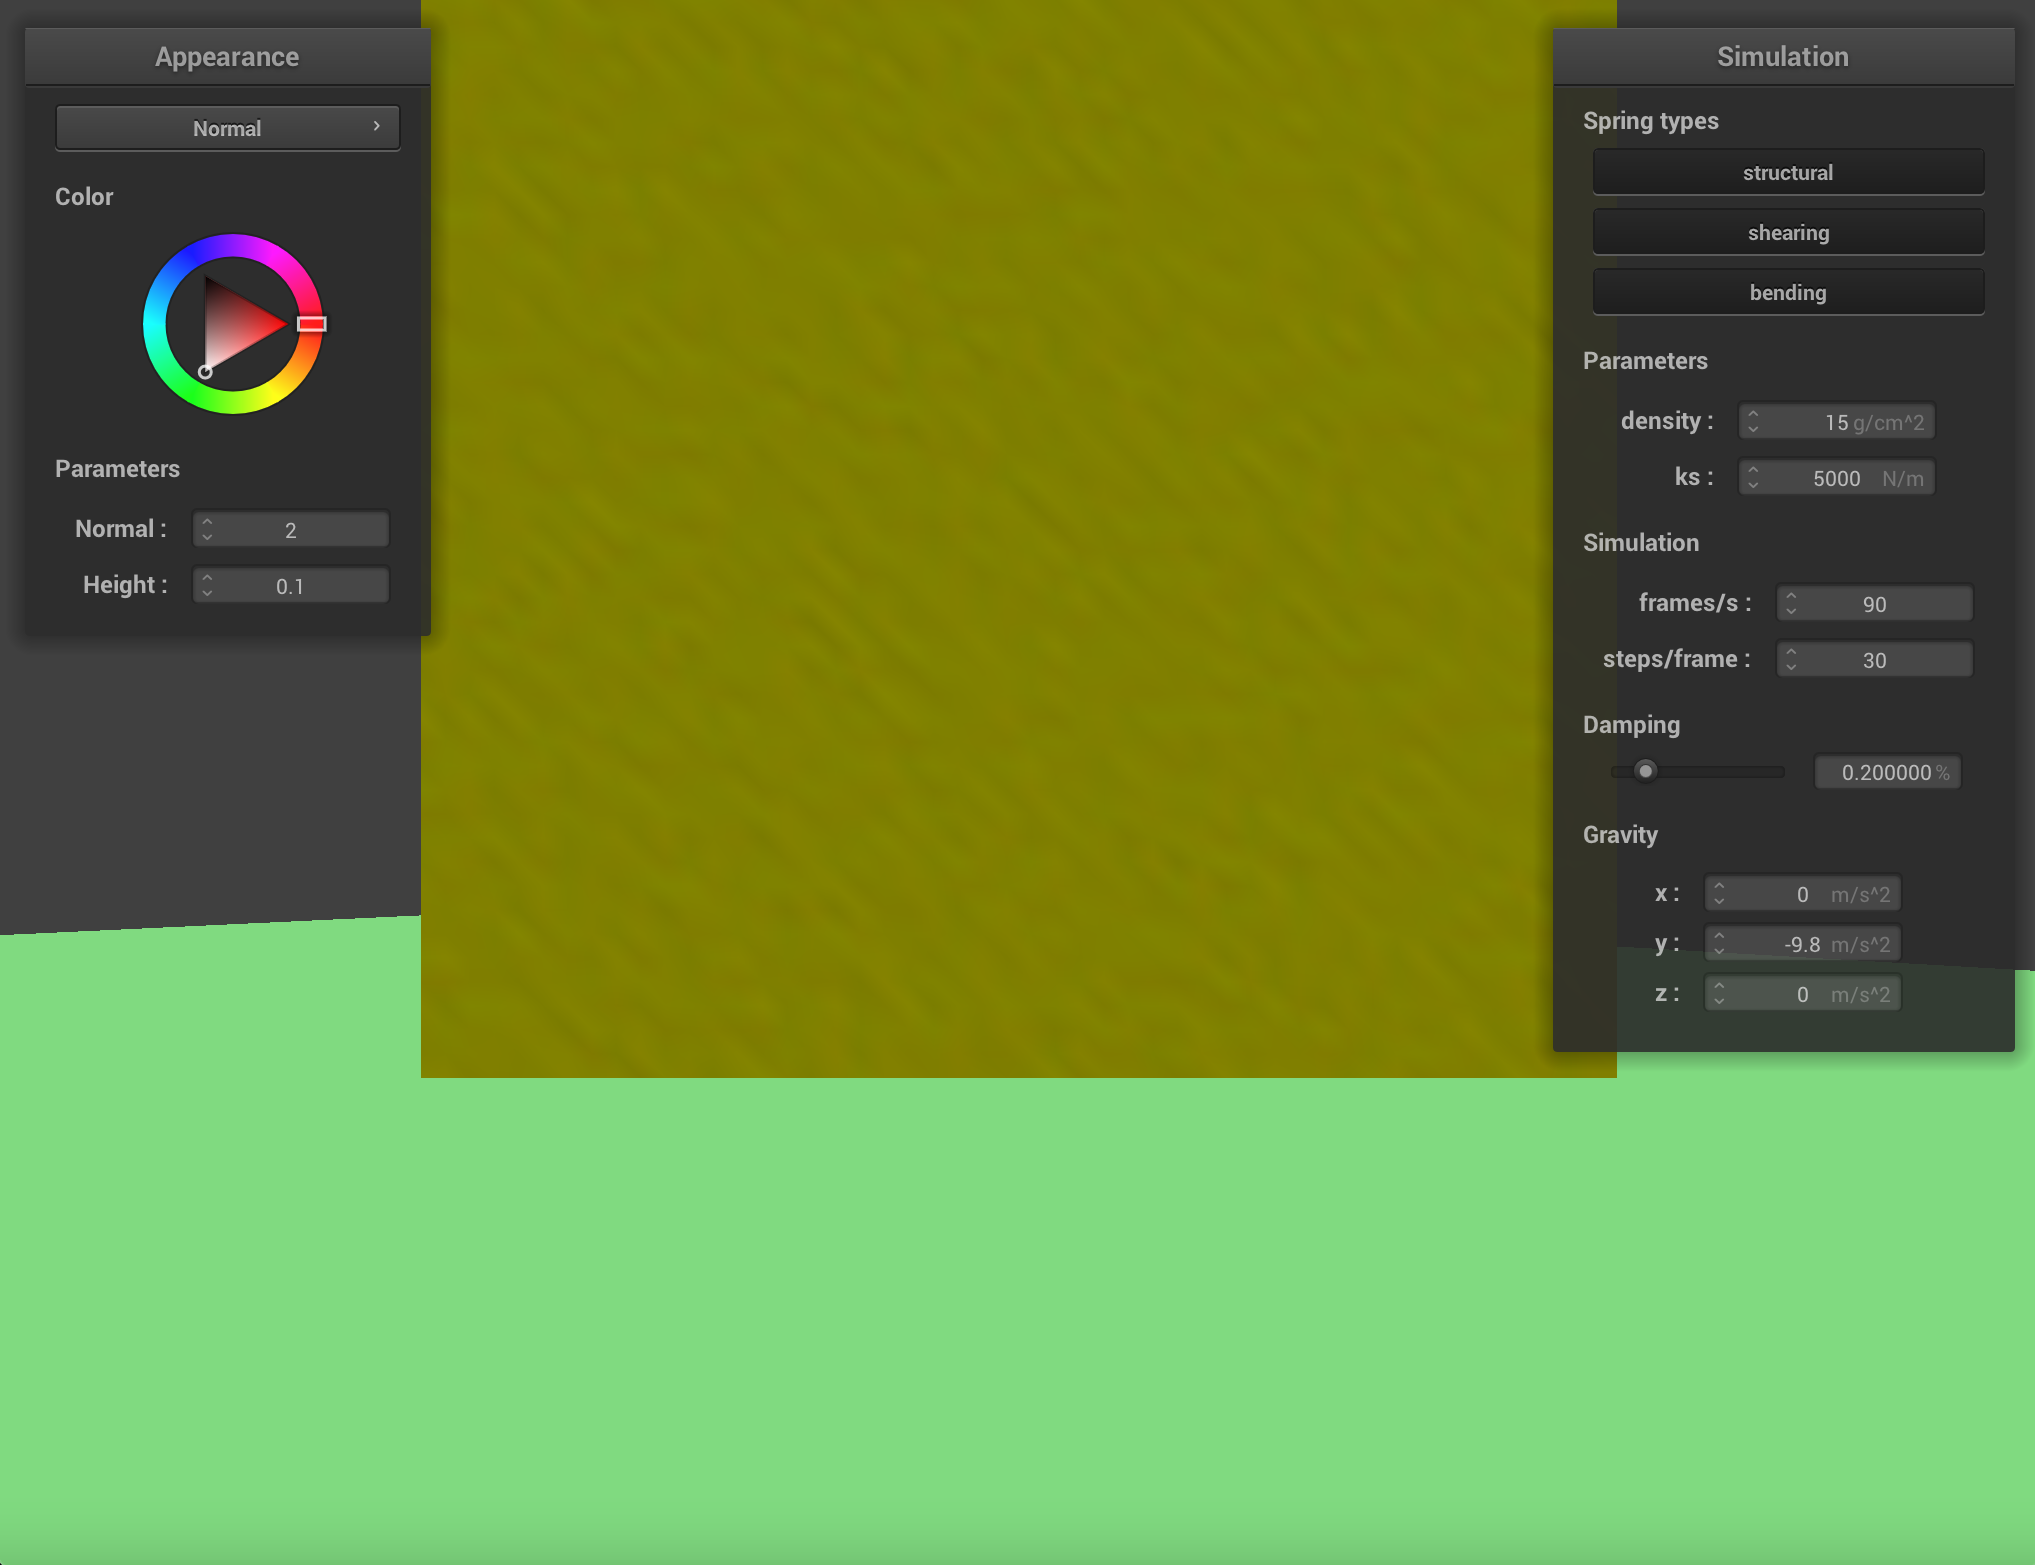 Appearance
Normal
Color
Parameters
Normal : 2
Height : 0.1
Simulation
Spring types
structural
shearing
bending
Parameters
density : 15 g/cm^2
ks : 5000 N/m
Simulation
frames/s : 90
steps/frame : 30
Damping
0.200000 %
Gravity
x : 0 m/s^2
y : -9.8 m/s^2
z : 0 m/s^2